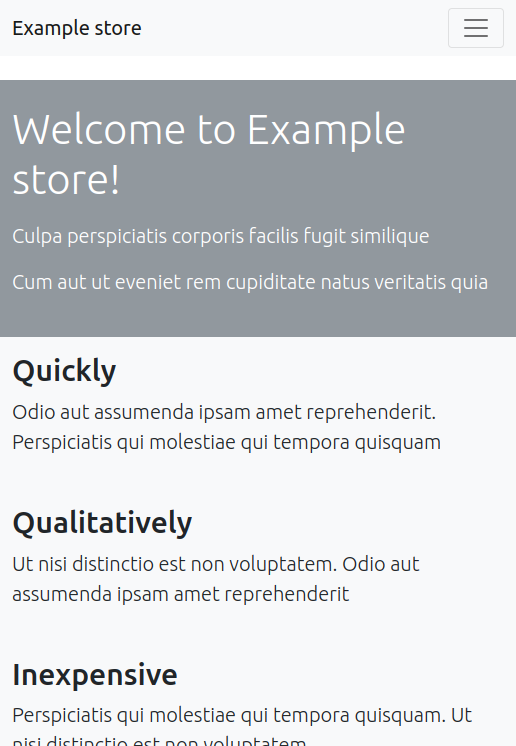 Example store
Welcome to Example
store!
Culpa perspiciatis corporis facilis fugit similique
Cum aut ut eveniet rem cupiditate natus veritatis quia
Quickly
Odio aut assumenda ipsam amet reprehenderit.
Perspiciatis qui molestiae qui tempora quisquam
Qualitatively
Ut nisi distinctio est non voluptatem. Odio aut
assumenda ipsam amet reprehenderit
Inexpensive
Perspiciatis qui molestiae qui tempora quisquam. Ut
nisi distinctio est non voluptatem